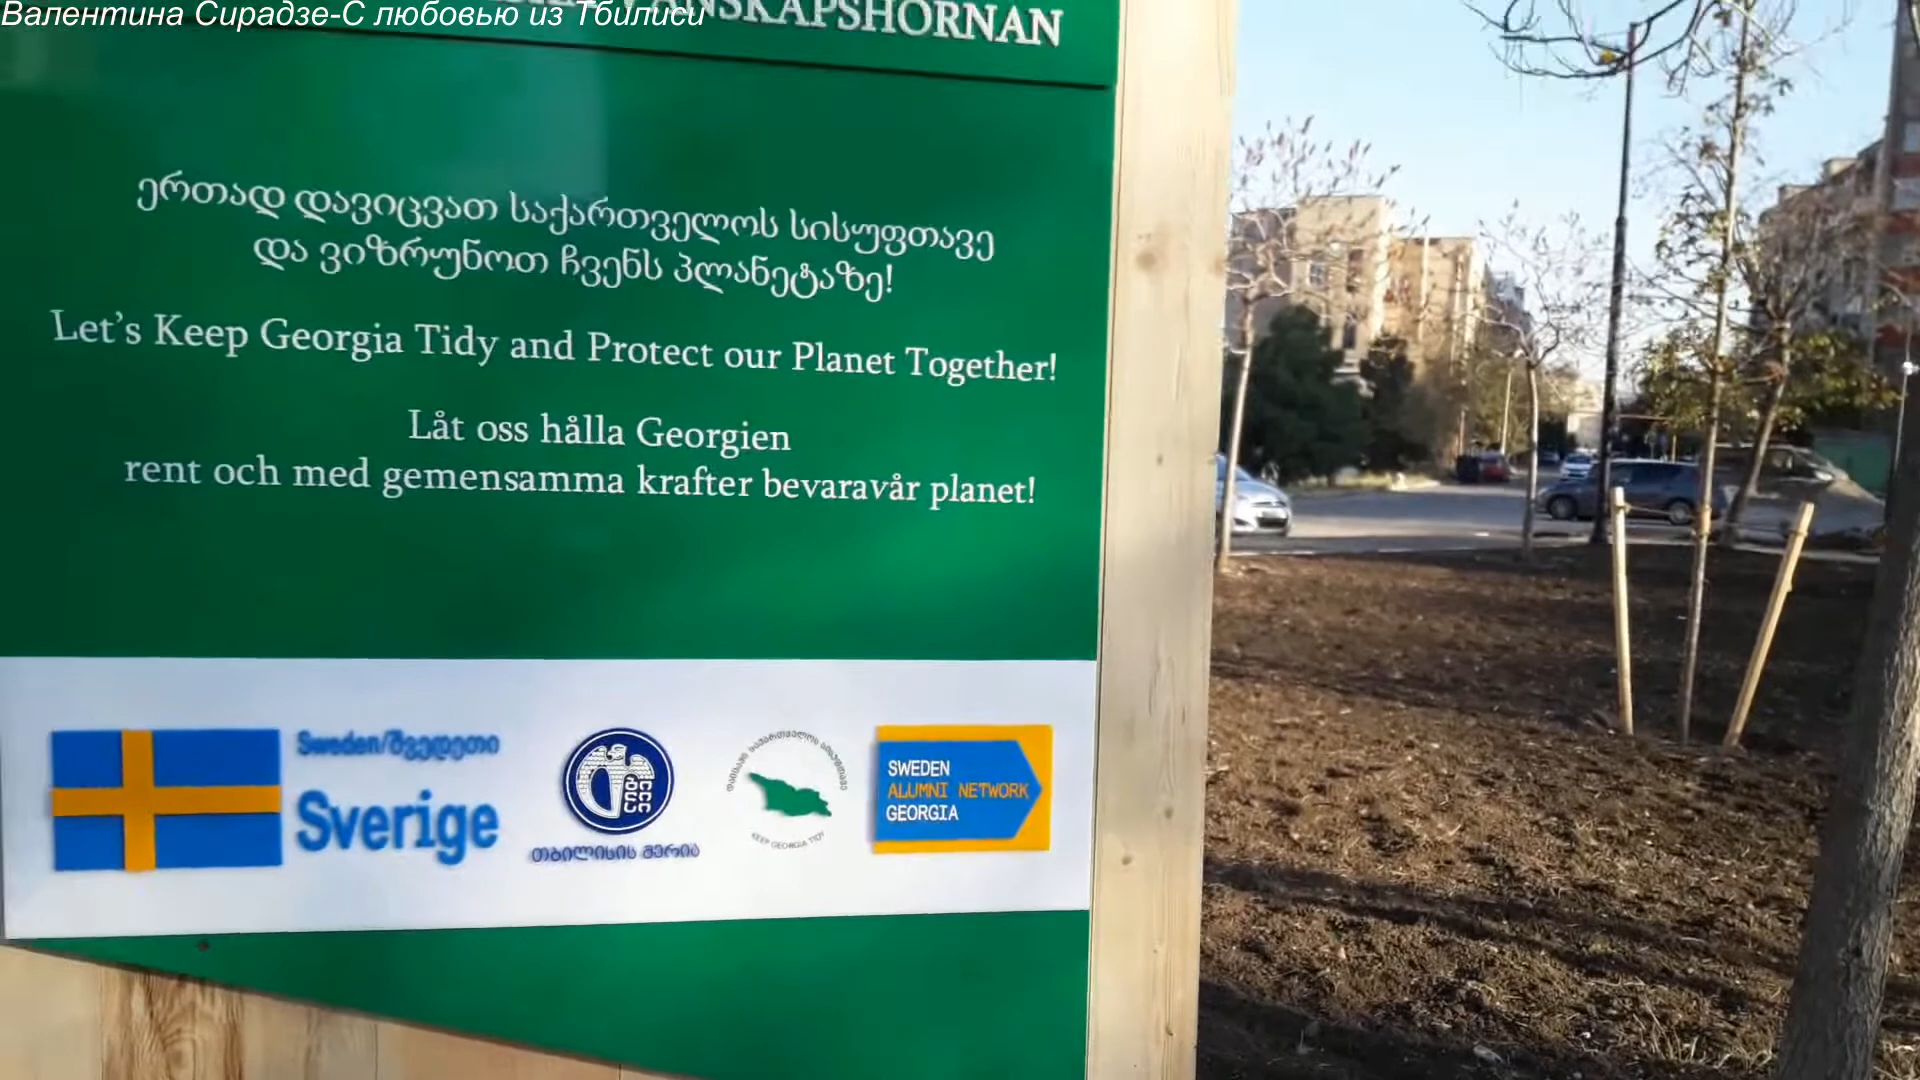 Валентина Сирадзе-С любовью из Тбилиси
ერთად დავიცვათ საქართველოს სისუფთავე
და ვიზრუნოთ ჩვენს პლანეტაზე!
Let's Keep Georgia Tidy and Protect our Planet Together!
Låt oss hålla Georgien
rent och med gemensamma krafter bevaravår planet!
Sweden/შვედეთი
Sverige
თბილისის მერია
KEEP GEORGIA TIDY
SWEDEN
ALUMNI NETWORK
GEORGIA